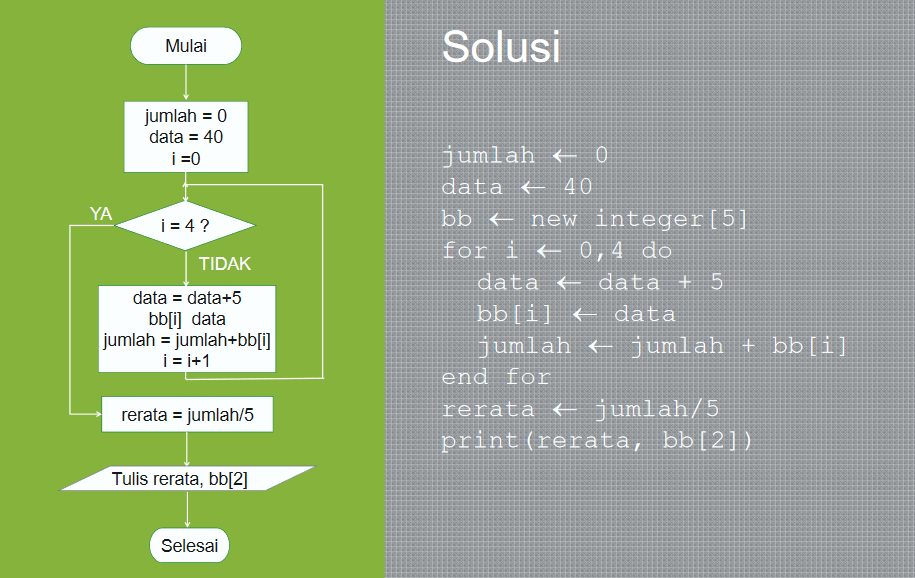 Mulai
jumlah = 0
data = 40
i =0
YA
i = 4 ?
TIDAK
data = data+5
bb[i]  data
jumlah = jumlah+bb[i]
i = i+1
rerata = jumlah/5
Tulis rerata, bb[2]
Selesai
Solusi
jumlah ← 0
data ← 40
bb ← new integer[5]
for i ← 0,4 do
data ← data + 5
bb[i] ← data
jumlah ← jumlah + bb[i]
end for
rerata ← jumlah/5
print(rerata, bb[2])